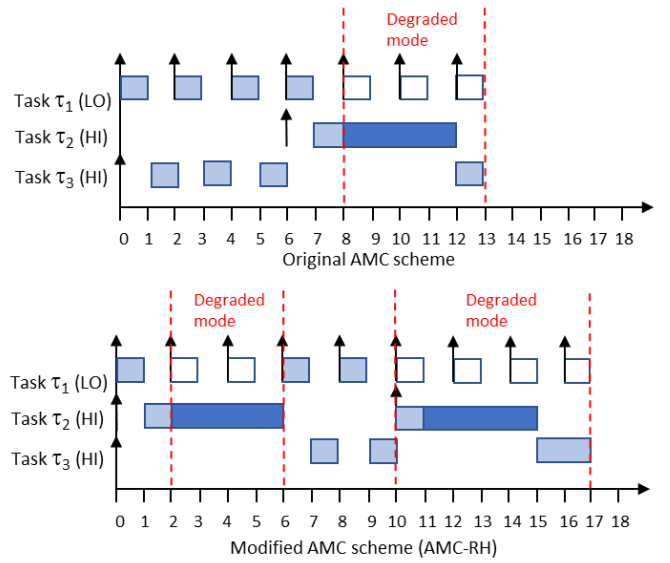 Degraded
mode
Task τ1 (LO)
Task τ2 (HI)
Task τ3 (HI)
0 1 2 3 4 5 6 7 8 9 10 11 12 13 14 15 16 17 18
Original AMC scheme
Degraded
mode
Degraded
mode
Task τ1 (LO)
Task τ2 (HI)
Task τ3 (HI)
0 1 2 3 4 5 6 7 8 9 10 11 12 13 14 15 16 17 18
Modified AMC scheme (AMC-RH)